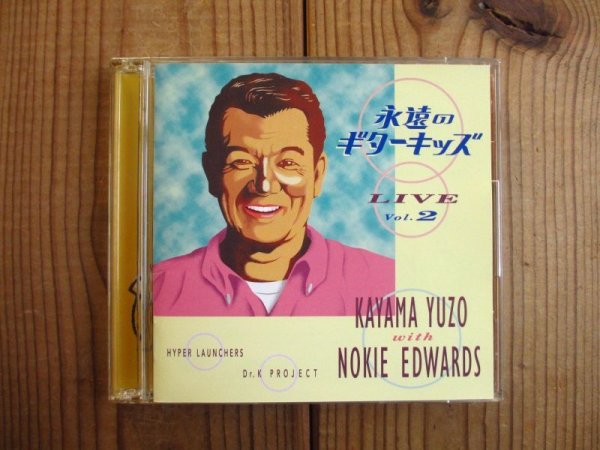 永遠の
ギターキッズ
LIVE
Vol.2
KAYAMA YUZO
with
NOKIE EDWARDS
HYPER LAUNCHERS
Dr.K PROJECT